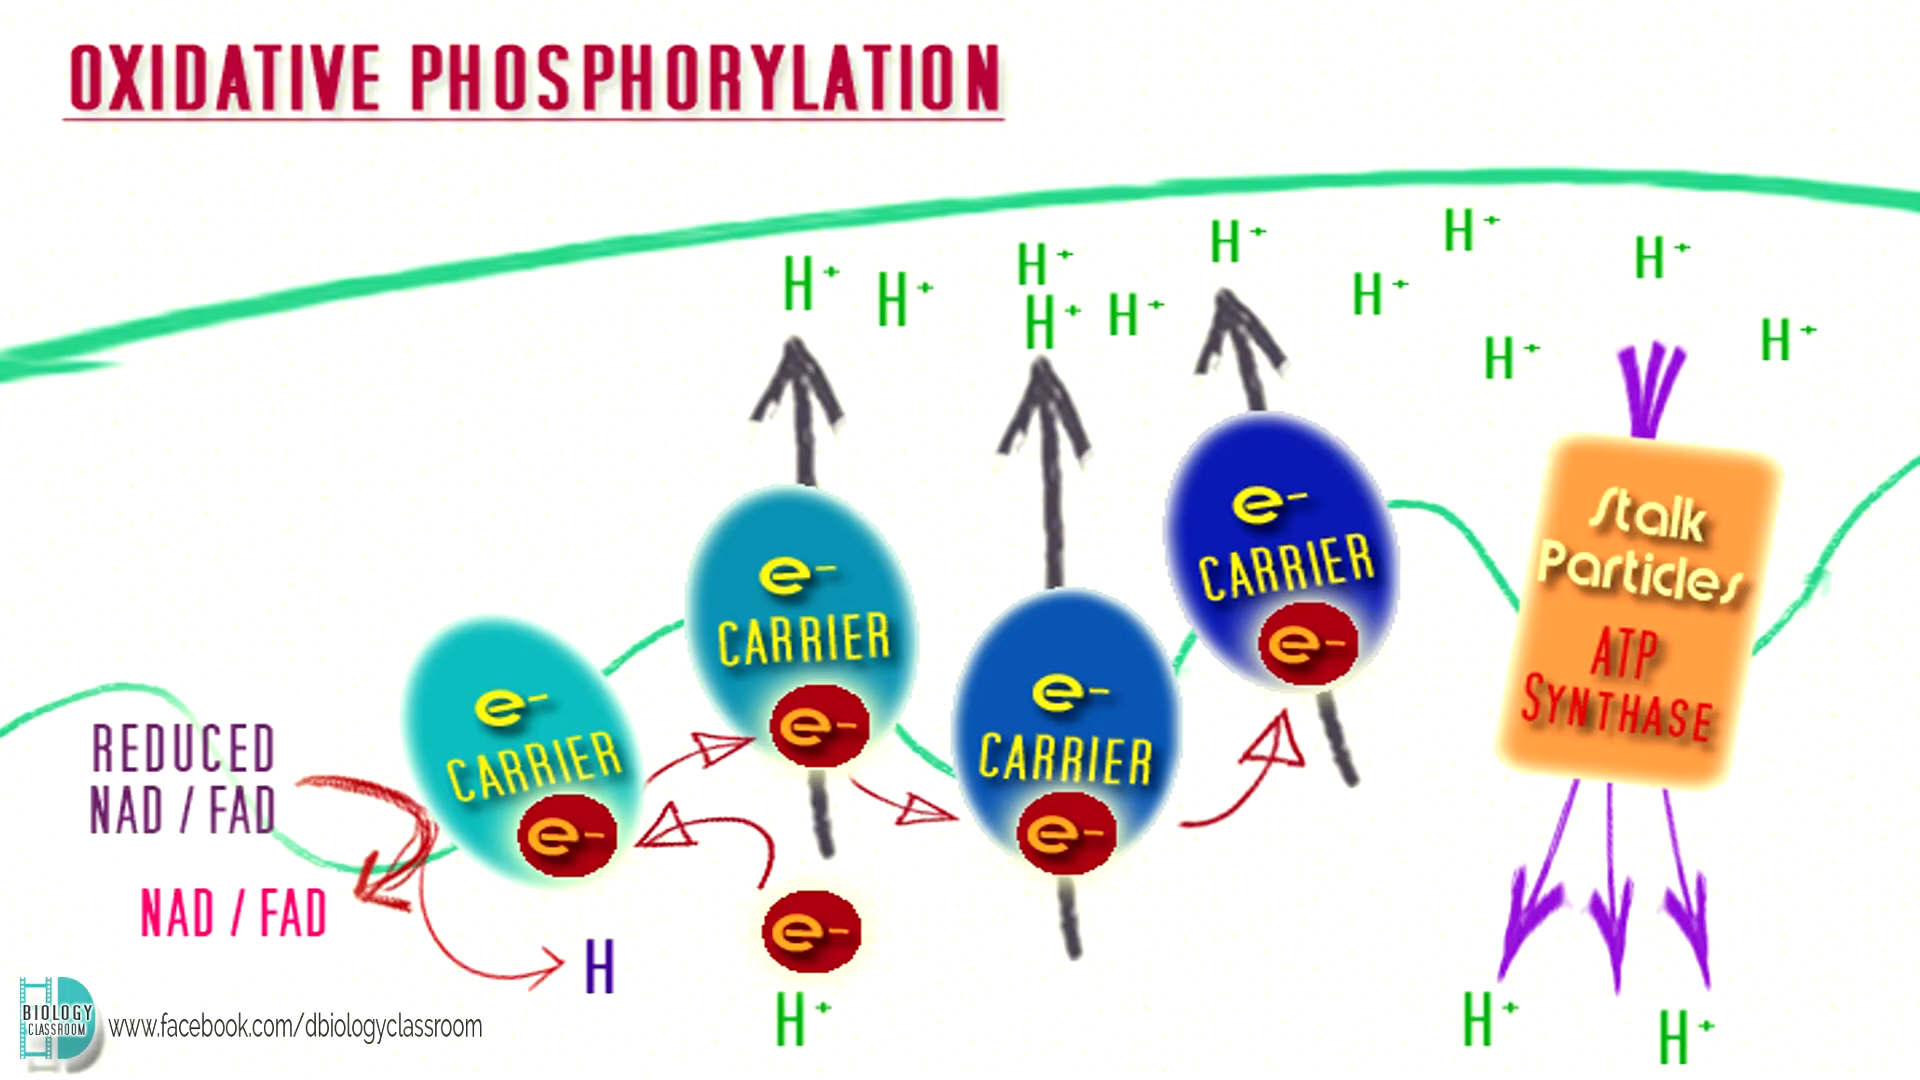 OXIDATIVE PHOSPHORYLATION
H+
H+
H+
H+
H+
H+
H+
H+
H+
H+
H+
e-
CARRIER
e-
e-
CARRIER
e-
e-
CARRIER
e-
e-
CARRIER
e-
Stalk
Particles
ATP
SYNTHASE
REDUCED
NAD / FAD
NAD / FAD
H
e-
H+
H+
H+
BIOLOGY
CLASSROOM
www.facebook.com/dbiologyclassroom